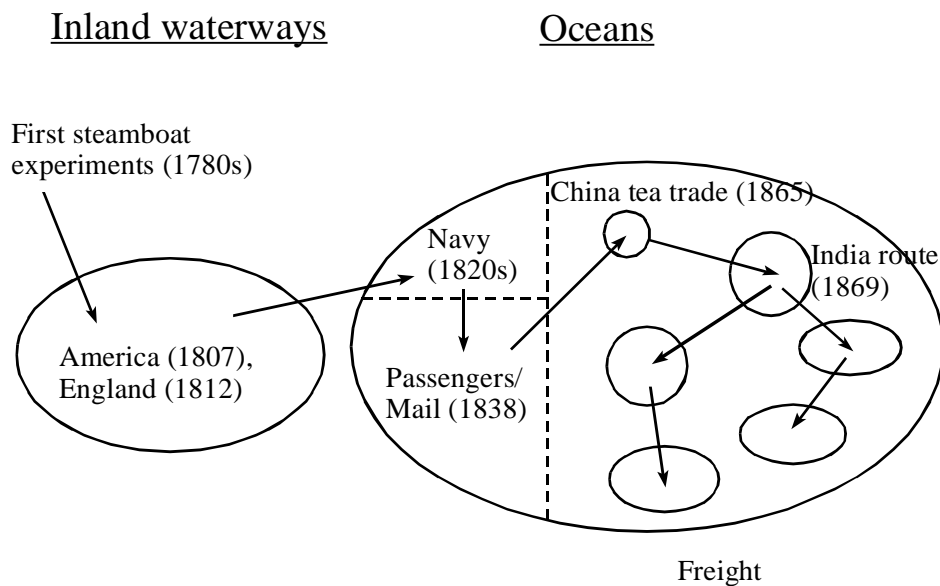 Inland waterways
Oceans
First steamboat
experiments (1780s)
China tea trade (1865)
Navy
(1820s)
India route
(1869)
America (1807),
England (1812)
Passengers/
Mail (1838)
Freight